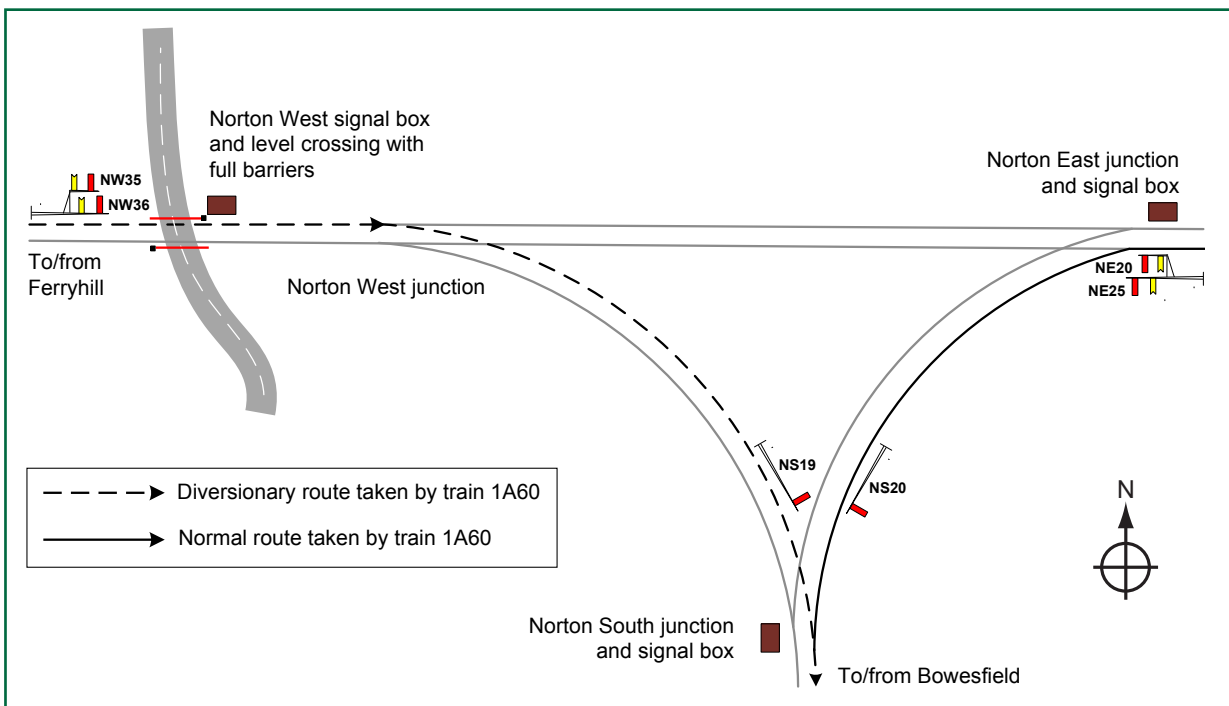 Norton West signal box
and level crossing with
full barriers
Norton East junction
and signal box
NW35
NW36
To/from
Ferryhill
Norton West junction
NE20
NE25
NS19
NS20
Diversionary route taken by train 1A60
Normal route taken by train 1A60
N
Norton South junction
and signal box
To/from Bowesfield